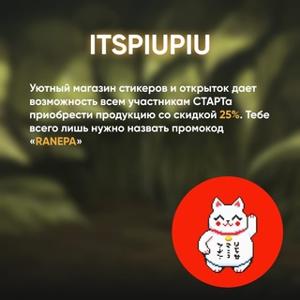 ITSPIUPIU
Уютный магазин стикеров и открыток дает
возможность всем участникам СТАРТа
приобрести продукцию со скидкой 25%. Тебе
всего лишь нужно назвать промокод
«RANEPA»